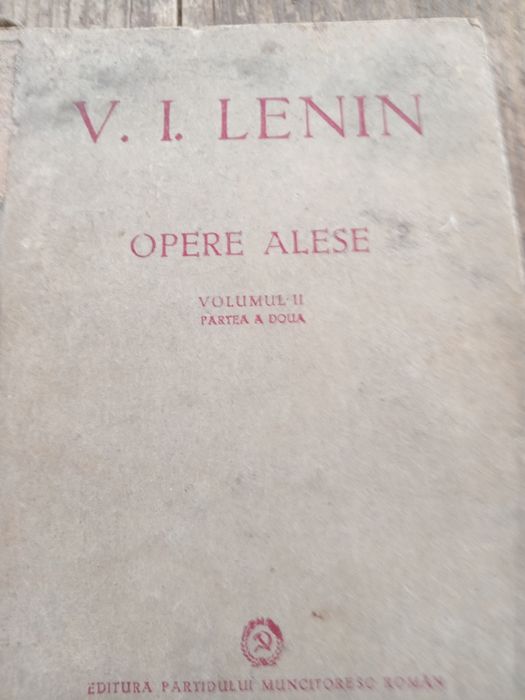 V. I. LENIN
OPERE ALESE
VOLUMUL II
PARTEA A DOUA
EDITURA PARTIDULUI MUNCITORESC ROMÂN